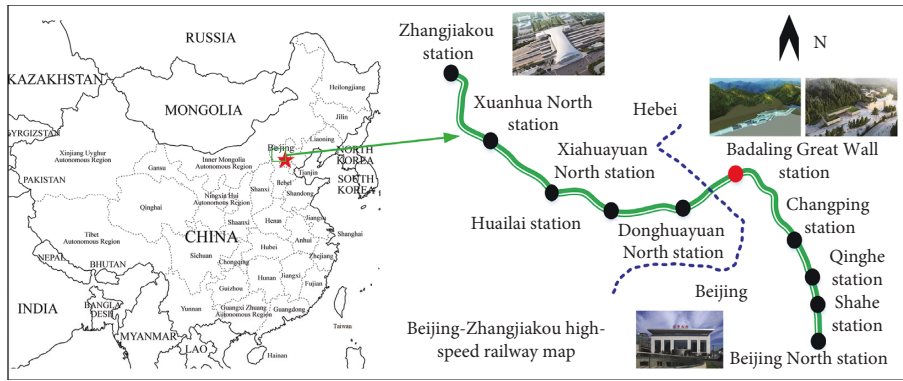 RUSSIA
KAZAKHSTAN
MONGOLIA
Heilongjiang
Jilin
Liaoning
KYRGYZSTAN
Xinjiang Uyghur
Autonomous Region
Gansu
Inner Mongolia
Autonomous Region
Beijing
NORTH
KOREA
SOUTH
KOREA
PAKISTAN
Tianjin
Hebei
Shanxi
Shandong
Ningxia Hui
Autonomous Region
Qinghai
Shaanxi
Henan
Jiangsu
Tibet
Autonomous Region
CHINA
Shanghai
Anhui
Hubei
Sichuan
Chongqing
Zhejiang
NEPAL
BHUTAN
Hunan
Jiangxi
Guizhou
Fujian
INDIA
BANGLA
DESH
Yunnan
Guangxi Zhuang
Autonomous Region
Guangdong
Taiwan
MYANMAR
LAO
Hainan
Zhangjiakou
station
N
Xuanhua North
station
Hebei
Xiahuayuan
North station
Badaling Great Wall
station
Huailai station
Donghuayuan
North station
Changping
station
Qinghe
station
Beijing
Shahe
station
Beijing-Zhangjiakou high-
speed railway map
Beijing North station